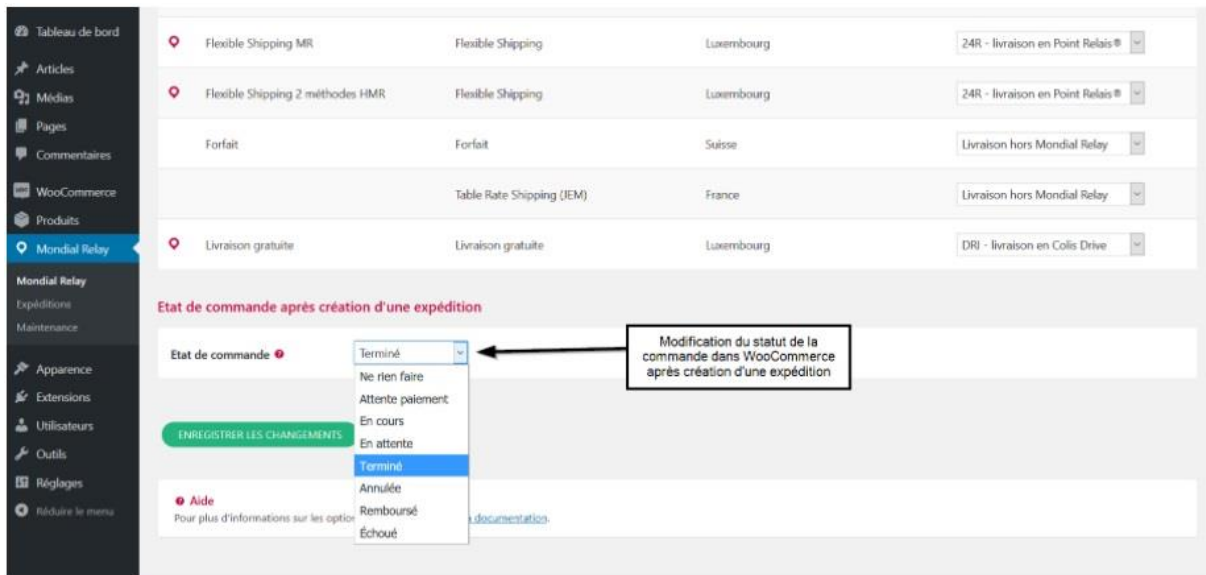 Tableau de bord
Articles
Médias
Pages
Commentaires
WooCommerce
Produits
Mondial Relay
Mondial Relay
Expéditions
Maintenance
Apparence
Extensions
Utilisateurs
Outils
Réglages
Réduire le menu
Flexible Shipping MR Flexible Shipping Luxembourg 24R - livraison en Point Relais®
Flexible Shipping 2 méthodes HMR Flexible Shipping Luxembourg 24R - livraison en Point Relais®
Forfait Forfait Suisse Livraison hors Mondial Relay
Table Rate Shipping (JEM) France Livraison hors Mondial Relay
Livraison gratuite Livraison gratuite Luxembourg DRI - livraison en Colis Drive
Etat de commande après création d'une expédition
Etat de commande Terminé
Modification du statut de la
commande dans WooCommerce
après création d'une expédition
Ne rien faire
Attente paiement
En cours
En attente
Terminé
Annulée
Remboursé
Échoué
ENREGISTRER LES CHANGEMENTS
Aide
Pour plus d'informations sur les documentation.